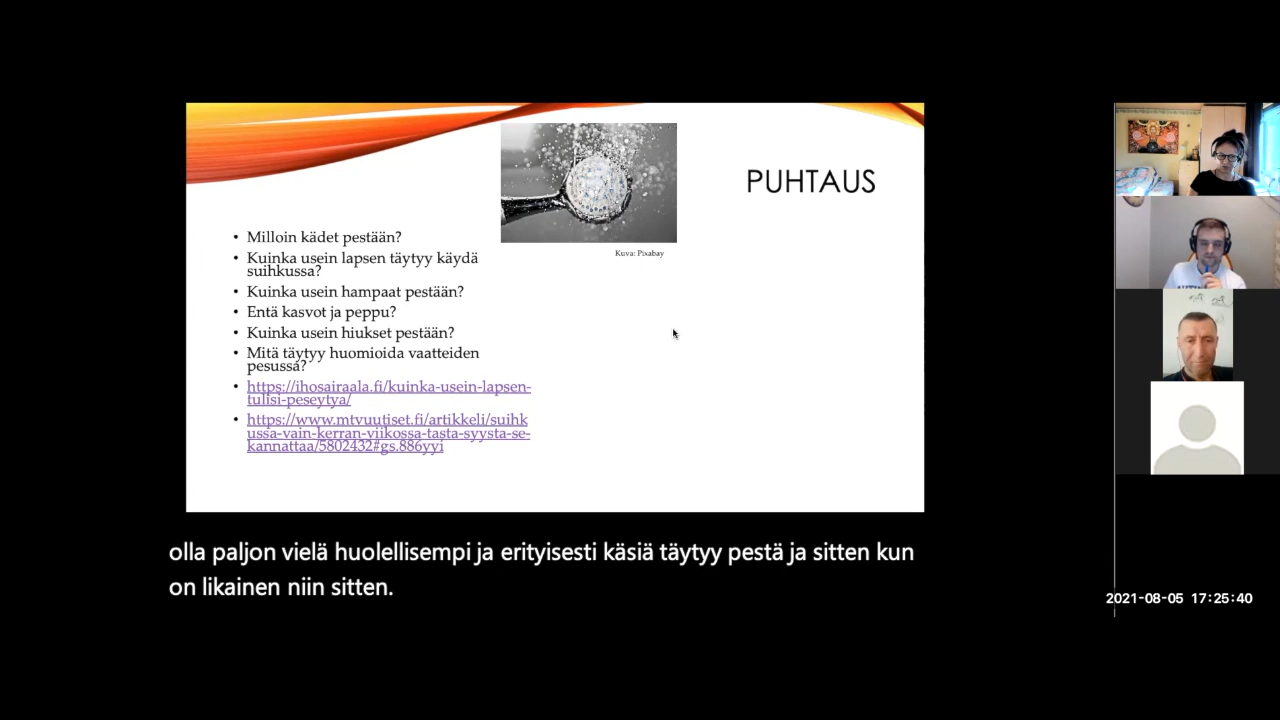 PUHTAUS
Kuva: Pixabay
• Milloin kädet pestään?
• Kuinka usein lapsen täytyy käydä
suihkussa?
• Kuinka usein hampaat pestään?
• Entä kasvot ja peppu?
• Kuinka usein hiukset pestään?
• Mitä täytyy huomioida vaatteiden
pesussa?
• https://ihosairaala.fi/kuinka-usein-lapsen-
tulisi-peseytya/
• https://www.mtvuutiset.fi/artikkeli/suihk
ussa-vain-kerran-viikossa-tasta-syysta-se-
kannattaa/5802432#gs.886yyi
olla paljon vielä huolellisempi ja erityisesti käsiä täytyy pestä ja sitten kun
on likainen niin sitten.
2021-08-05 17:25:40